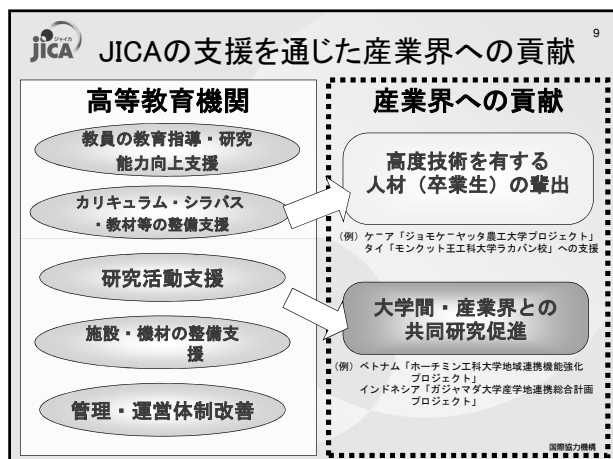 9
ジャイカ
JICA
JICAの支援を通じた産業界への貢献
高等教育機関
教員の教育指導・研究
能力向上支援
カリキュラム・シラバス
・教材等の整備支援
研究活動支援
施設・機材の整備支
援
管理・運営体制改善
産業界への貢献
高度技術を有する
人材（卒業生）の輩出
（例）ケニア「ジョモケニヤッタ農工大学プロジェクト」
タイ「モンクット王工科大学ラカバン校」への支援
大学間・産業界との
共同研究促進
（例）ベトナム「ホーチミン工科大学地域連携機能強化
プロジェクト」
インドネシア「ガジャマダ大学産学地連携総合計画
プロジェクト」
国際協力機構